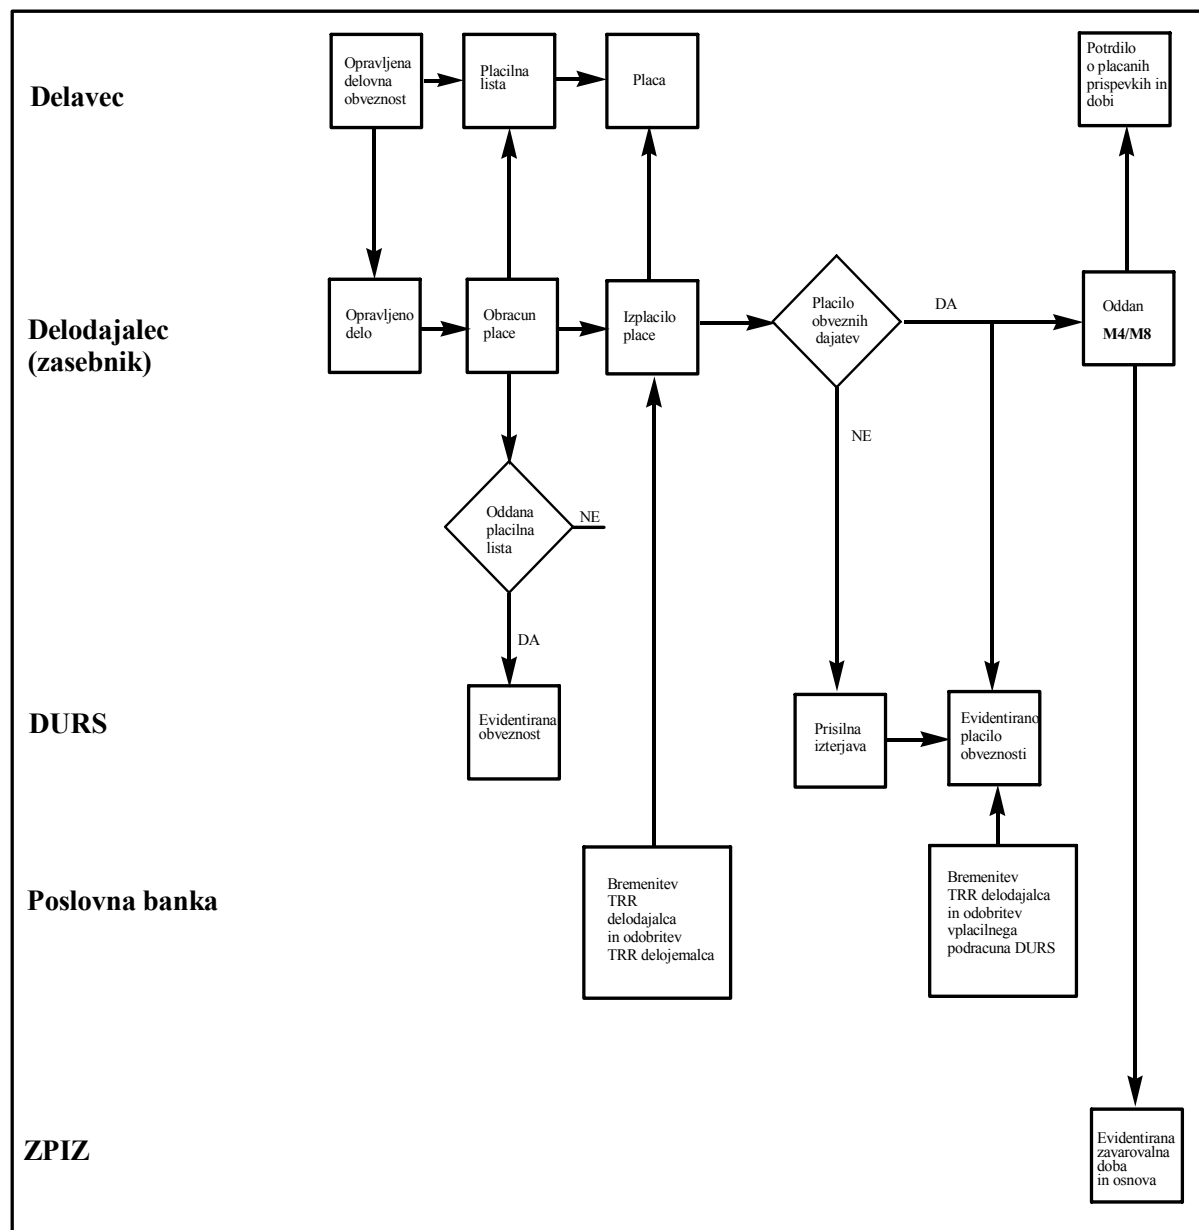 Delavec
Opravljena
delovna
obveznost
Placilna
lista
Placa
Potrdilo
o placanih
prispevkih in
dobi
Delodajalec
(zasebnik)
Opravljeno
delo
Obracun
place
Izplacilo
place
Placilo
obveznih
dajatev
DA
Oddan
M4/M8
NE
Oddana
placilna
lista
NE
DA
DURS
Evidentirana
obveznost
Prisilna
izterjava
Evidentirano
placilo
obveznosti
Poslovna banka
Bremenitev
TRR
delodajalca
in odobritev
TRR delojemalca
Bremenitev
TRR delodajalca
in odobritev
vplacilnega
podracuna DURS
ZPIZ
Evidentirana
zavarovalna
doba
in osnova